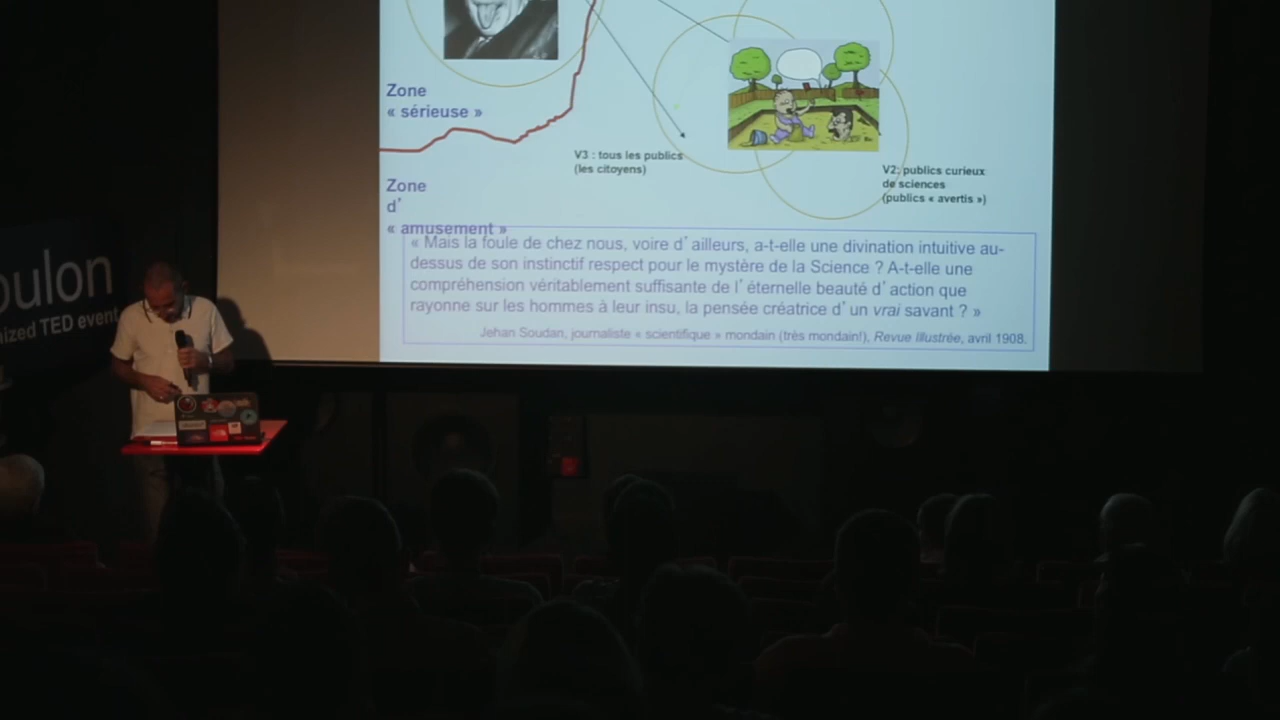 Zone
« sérieuse »
V3 : tous les publics
(les citoyens)
V2: publics curieux
de sciences
(publics « avertis »)
Zone
d’
« amusement »
« Mais la foule de chez nous, voire d’ailleurs, a-t-elle une divination intuitive au-
dessus de son instinctif respect pour le mystère de la Science ? A-t-elle une
compréhension véritablement suffisante de l’éternelle beauté d’action que
rayonne sur les hommes à leur insu, la pensée créatrice d’un vrai savant ? »
Jehan Soudan, journaliste « scientifique » mondain (très mondain!), Revue Illustrée, avril 1908.
oulon
nized TED event